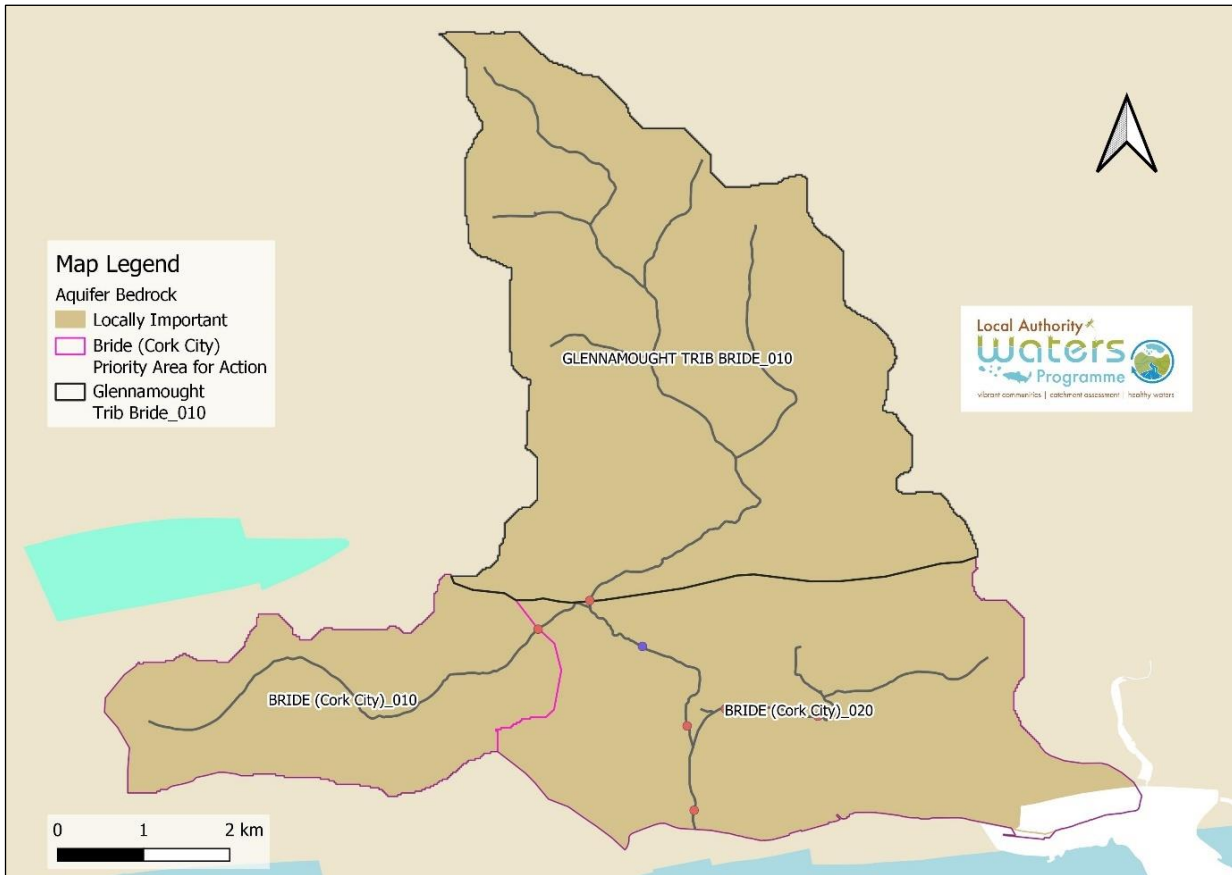 GLENNAMOUGHT TRIB BRIDE_010
Map Legend
Aquifer Bedrock
Locally Important
Bride (Cork City)
Priority Area for Action
Glennamought
Trib Bride_010
Local Authority
Waters
Programme
vibrant communities | catchment assessment | healthy waters
BRIDE (Cork City)_010
BRIDE (Cork City)_020
0 1 2 km